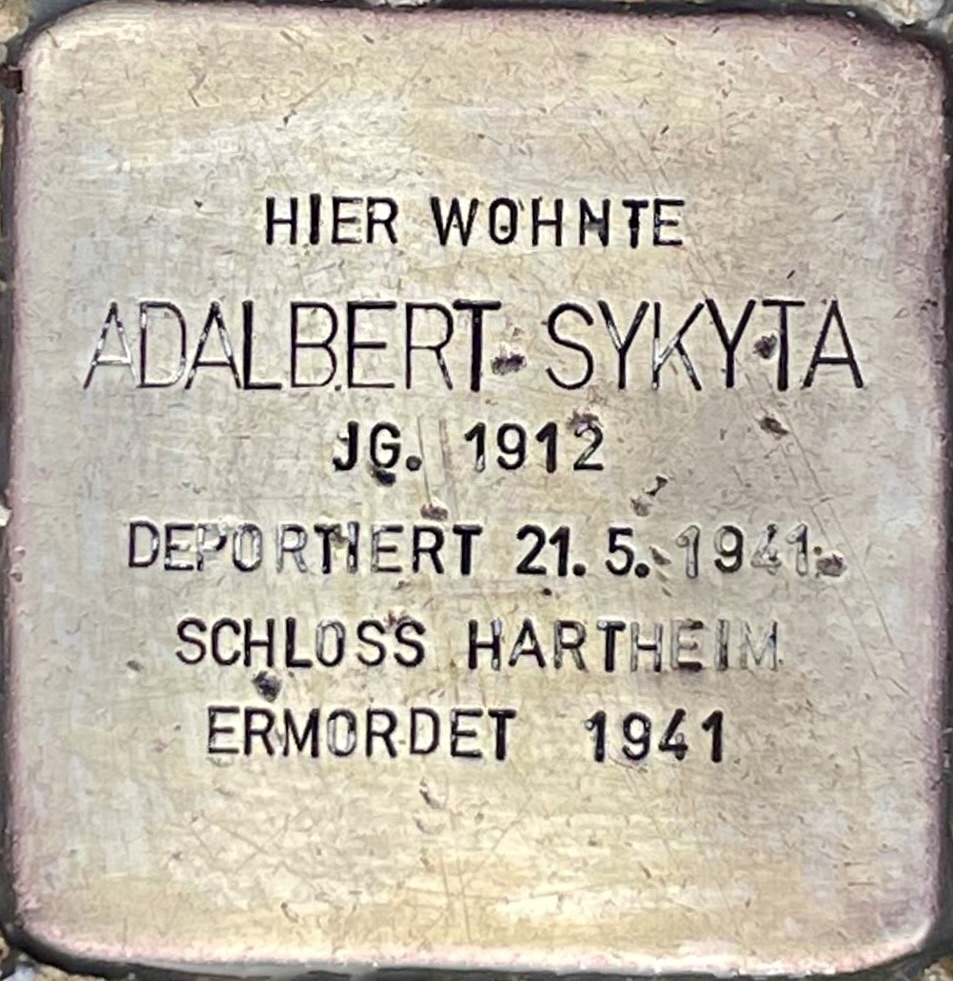 HIER WOHNTE
ADALBERT SYKYTA
JG. 1912
DEPORTIERT 21.5.1941
SCHLOSS HARTHEIM
ERMORDET 1941